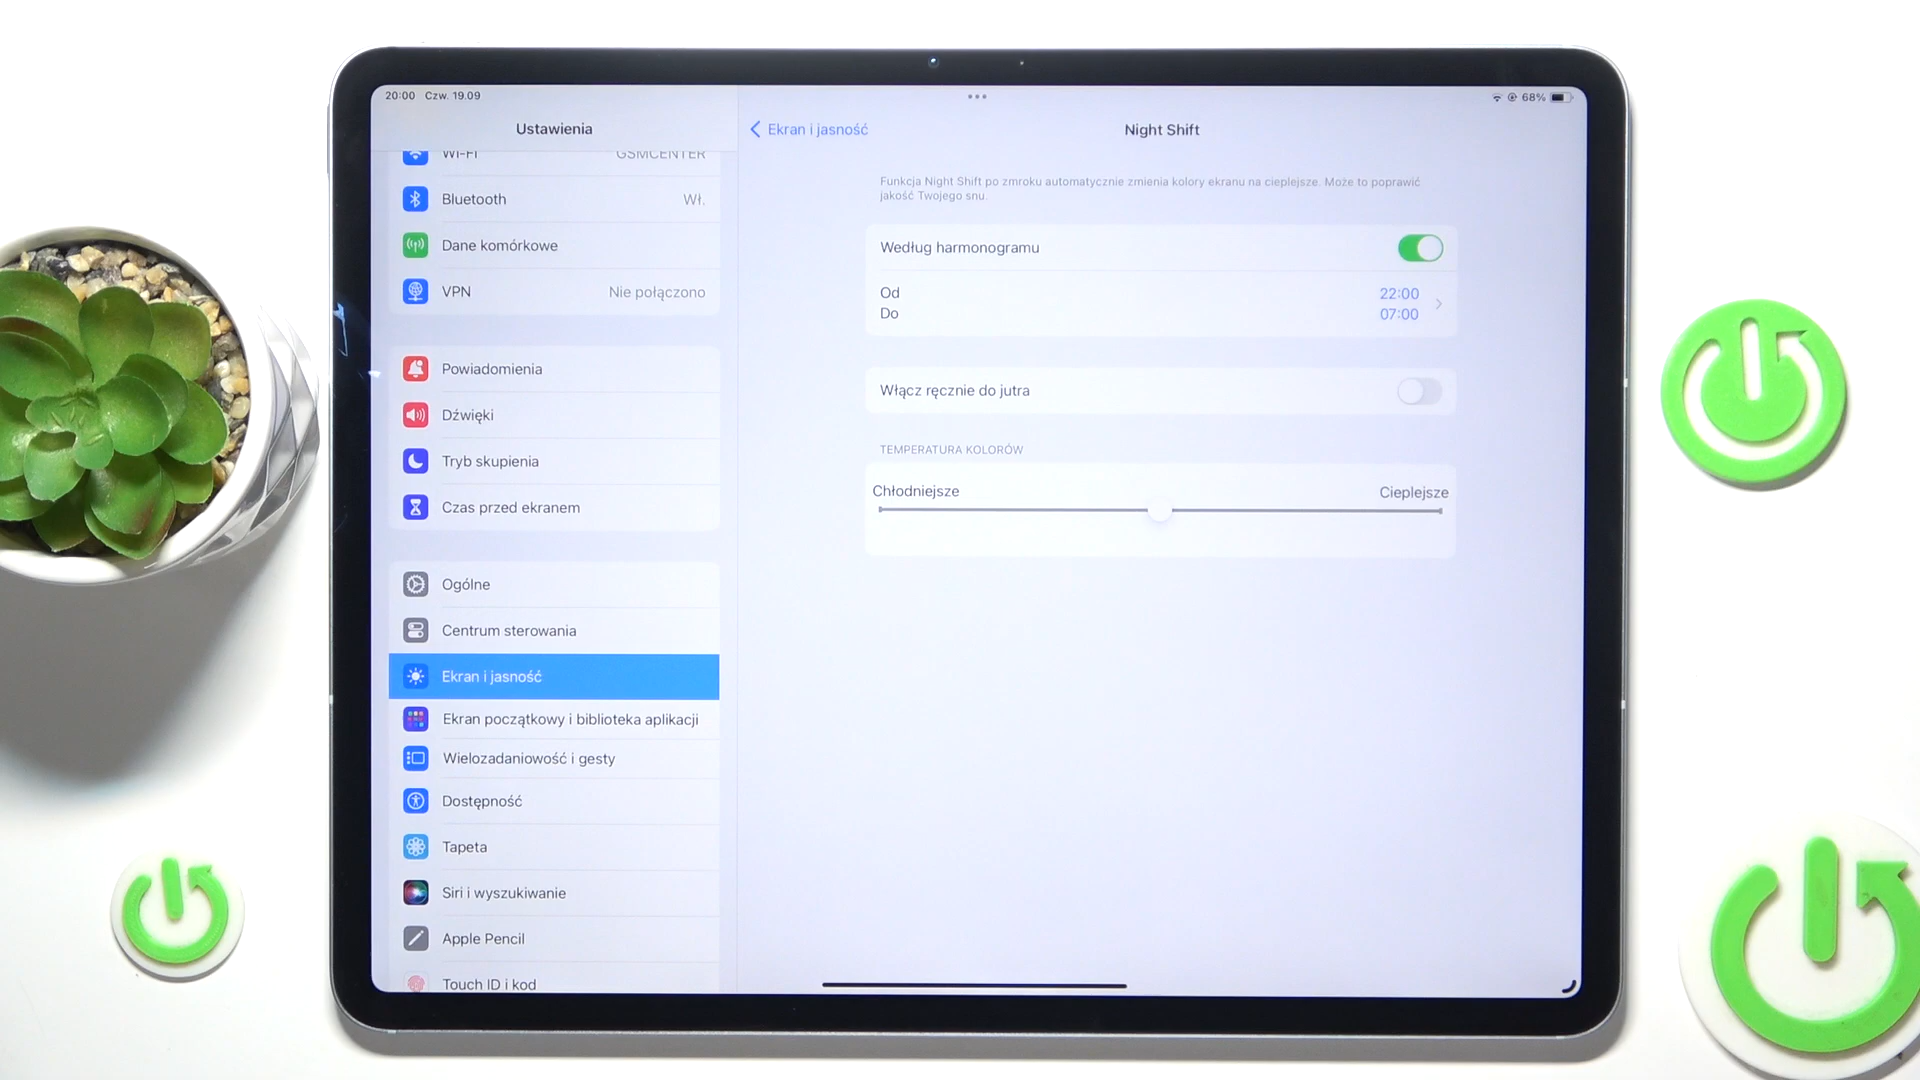 20:00 Czw. 19.09
68%
Ustawienia
Wi-Fi GSMCENTER
Bluetooth Wł.
Dane komórkowe
VPN Nie połączono
Powiadomienia
Dźwięki
Tryb skupienia
Czas przed ekranem
Ogólne
Centrum sterowania
Ekran i jasność
Ekran początkowy i biblioteka aplikacji
Wielozadaniowość i gesty
Dostępność
Tapeta
Siri i wyszukiwanie
Apple Pencil
Touch ID i kod
Ekran i jasność
Night Shift
Funkcja Night Shift po zmroku automatycznie zmienia kolory ekranu na cieplejsze. Może to poprawić
jakość Twojego snu.
Według harmonogramu
Od 22:00
Do 07:00
Włącz ręcznie do jutra
TEMPERATURA KOLORÓW
Chłodniejsze Cieplejsze